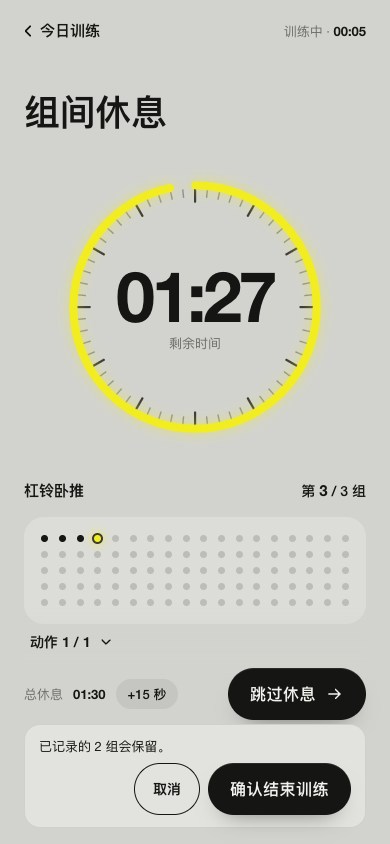 今日训练
训练中 · 00:05
组间休息
01:27
剩余时间
杠铃卧推
第 3 / 3 组
动作 1 / 1
总休息 01:30 +15 秒
跳过休息 →
已记录的 2 组会保留。
取消
确认结束训练